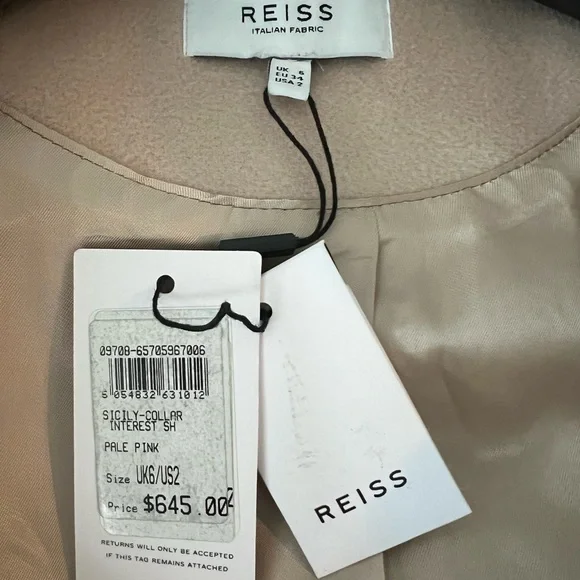 REISS
ITALIAN FABRIC
UK 6
EU 34
USA 2
09708-65705967006
5 054832 631012
SICILY-COLLAR
INTEREST SH
PALE PINK
Size UK6/US2
Price $645.00
RETURNS WILL ONLY BE ACCEPTED
IF THIS TAG REMAINS ATTACHED
REISS